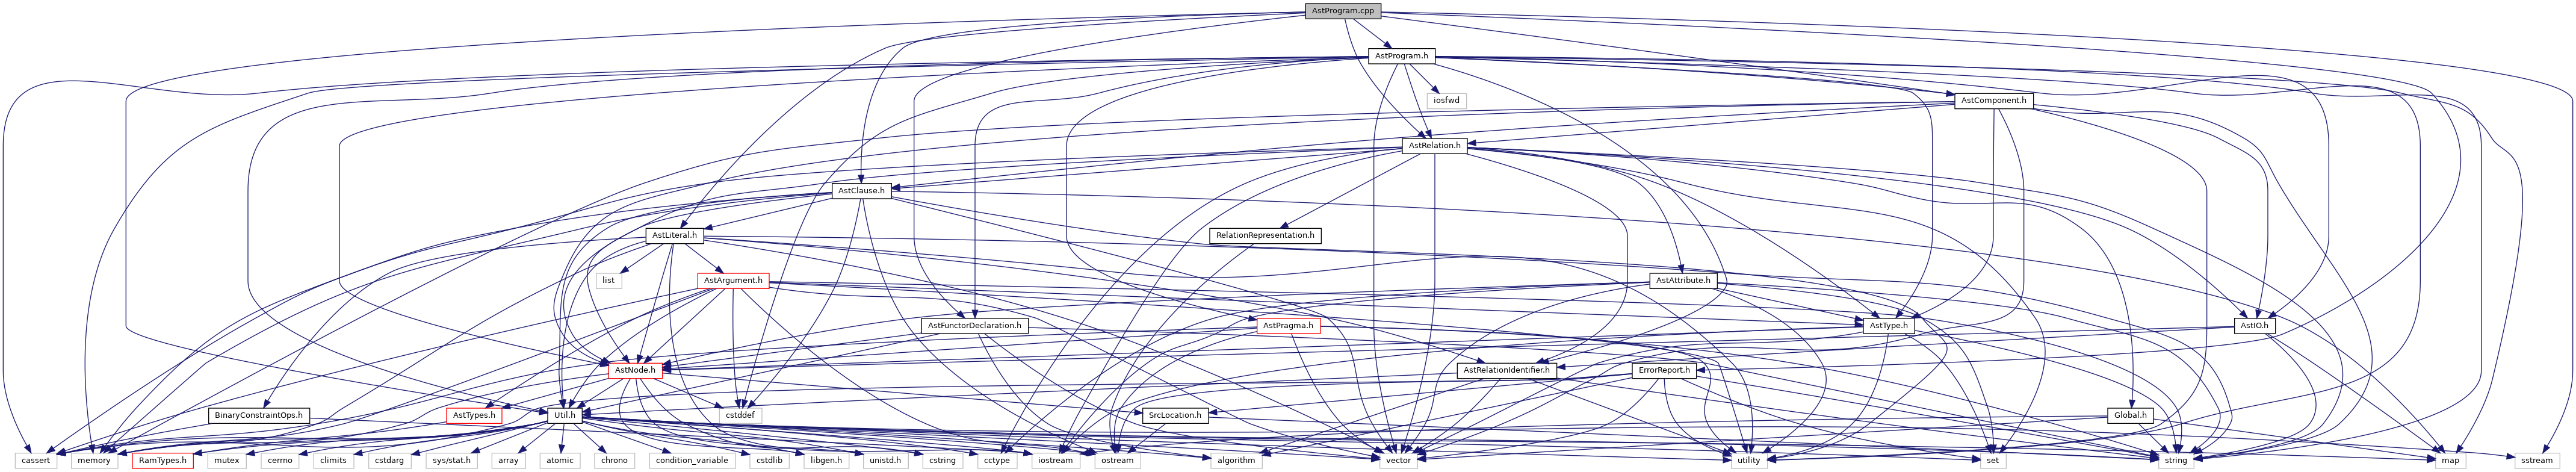 AstProgram.cpp
AstProgram.h
iosfwd
AstComponent.h
AstRelation.h
AstClause.h
AstLiteral.h
RelationRepresentation.h
list
AstArgument.h
AstAttribute.h
AstFunctorDeclaration.h
AstPragma.h
AstType.h
AstIO.h
AstNode.h
AstRelationIdentifier.h
ErrorReport.h
BinaryConstraintOps.h
AstTypes.h
Util.h
cstddef
SrcLocation.h
Global.h
cassert
memory
RamTypes.h
mutex
cerrno
climits
cstdarg
sys/stat.h
array
atomic
chrono
condition_variable
cstdlib
libgen.h
unistd.h
cstring
cctype
iostream
ostream
algorithm
vector
utility
set
string
map
sstream